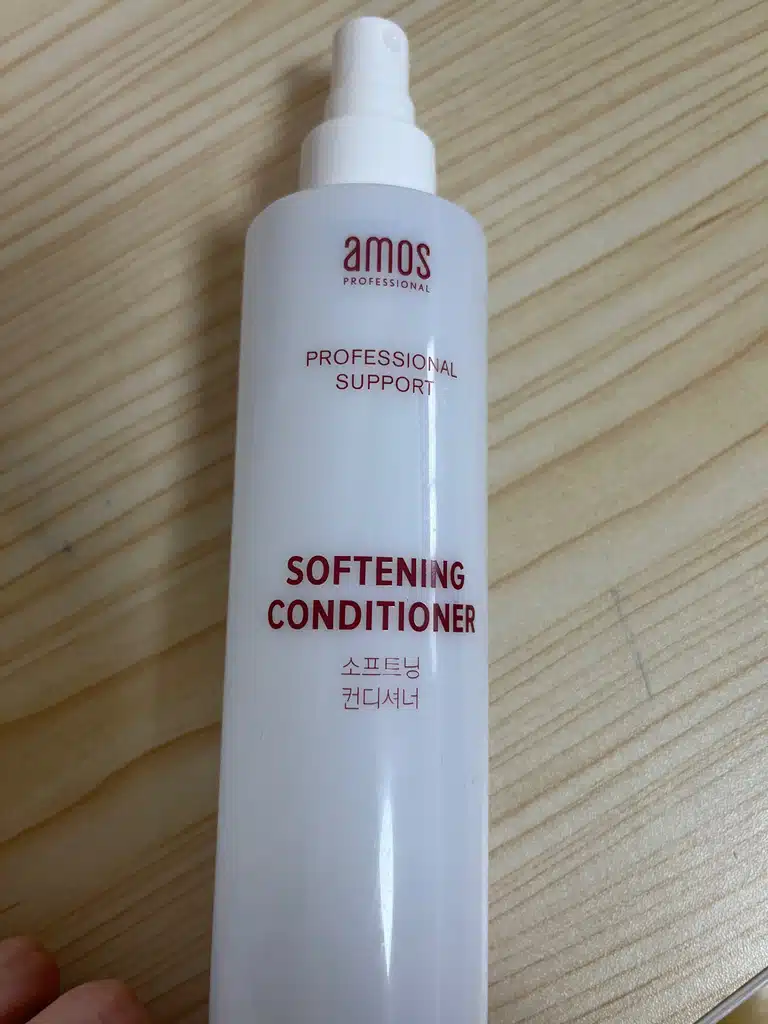 amos
PROFESSIONAL
PROFESSIONAL
SUPPORT
SOFTENING
CONDITIONER
소프트닝
컨디셔너